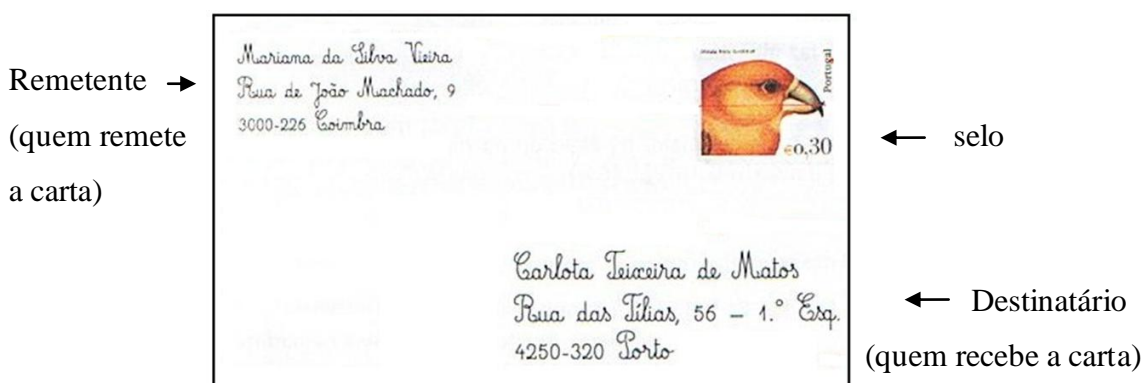 Remetente
(quem remete
a carta)
Mariana da Silva Vieira
Rua de João Machado, 9
3000-225 Coimbra
Portugal
€0,30
selo
Carlota Teixeira de Matos
Rua das Tílias, 56 – 1.º Esq.
4250-320 Porto
Destinatário
(quem recebe a carta)